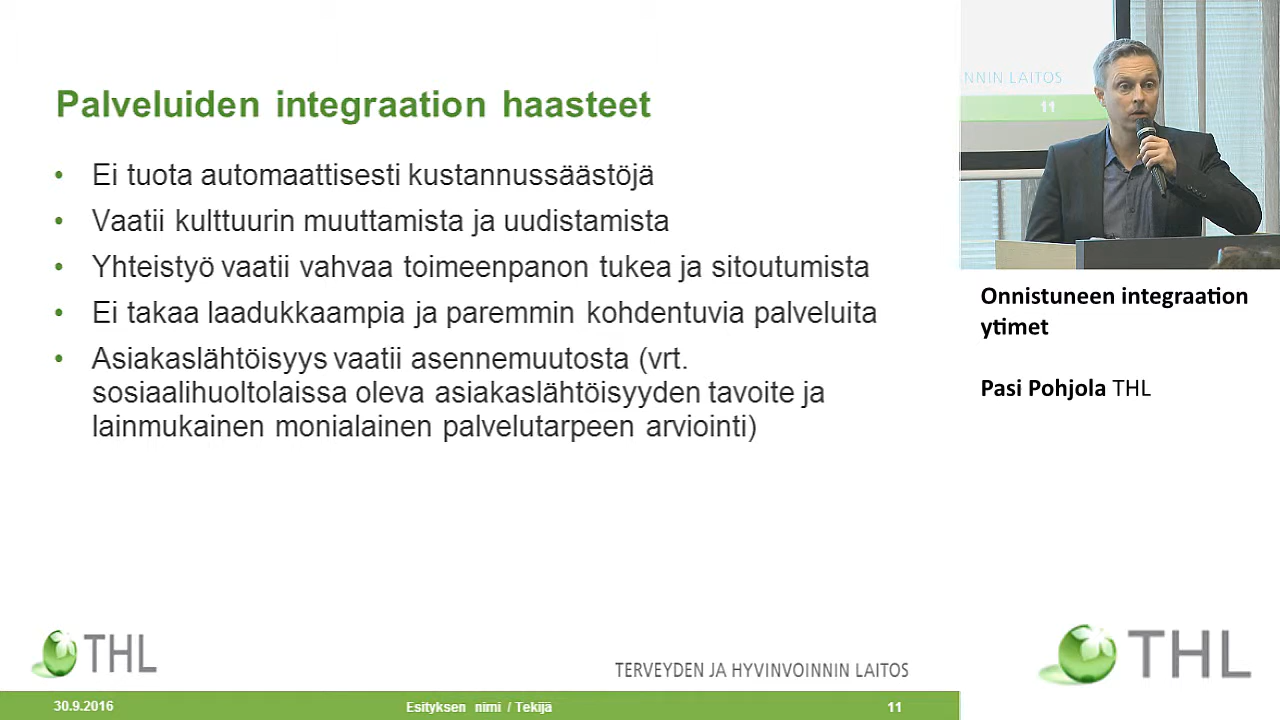 Palveluiden integraation haasteet
• Ei tuota automaattisesti kustannussäästöjä
• Vaatii kulttuurin muuttamista ja uudistamista
• Yhteistyö vaatii vahvaa toimeenpanon tukea ja sitoutumista
• Ei takaa laadukkaampia ja paremmin kohdentuvia palveluita
• Asiakaslähtöisyys vaatii asennemuutosta (vrt.
sosiaalihuoltolaissa oleva asiakaslähtöisyyden tavoite ja
lainmukainen monialainen palvelutarpeen arviointi)
THL
TERVEYDEN JA HYVINVOINNIN LAITOS
30.9.2016
Esityksen nimi / Tekijä
11
NNIN LAITOS
11
Onnistuneen integraation
ytimet
Pasi Pohjola THL
THL